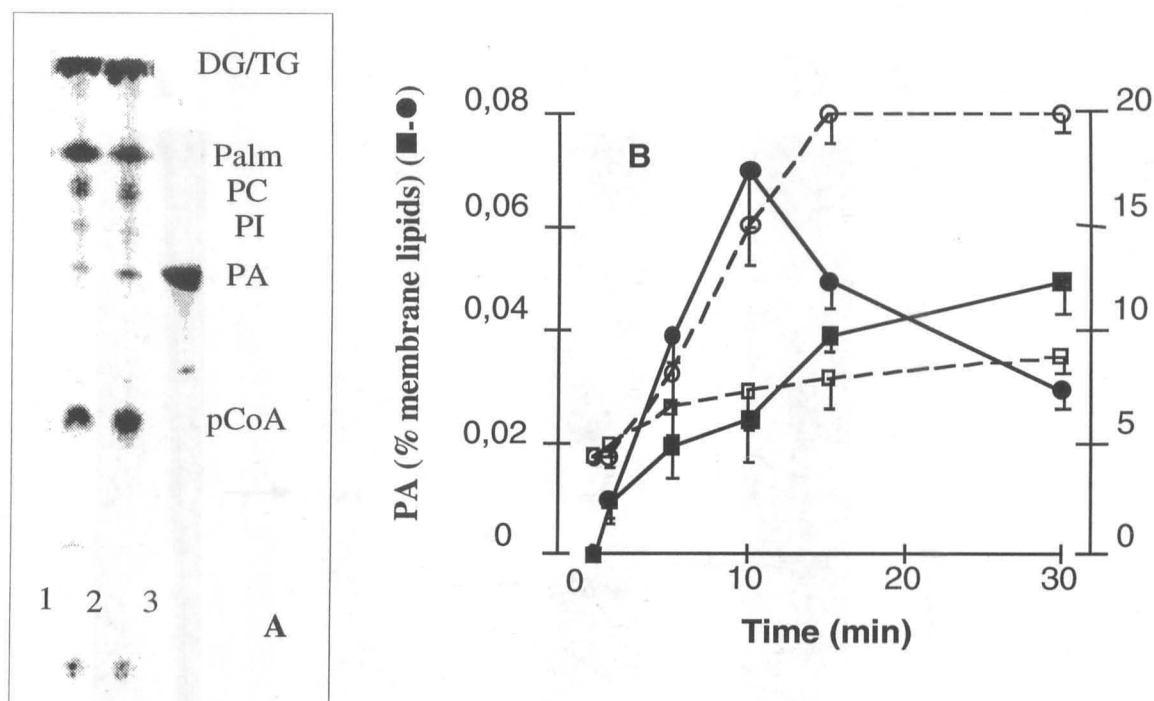 DG/TG
Palm
PC
PI
PA
pCoA
1 2 3
A
PA (% membrane lipids) (■-●)
B
0,08
0,06
0,04
0,02
0
20
15
10
5
0
0 10 20 30
Time (min)